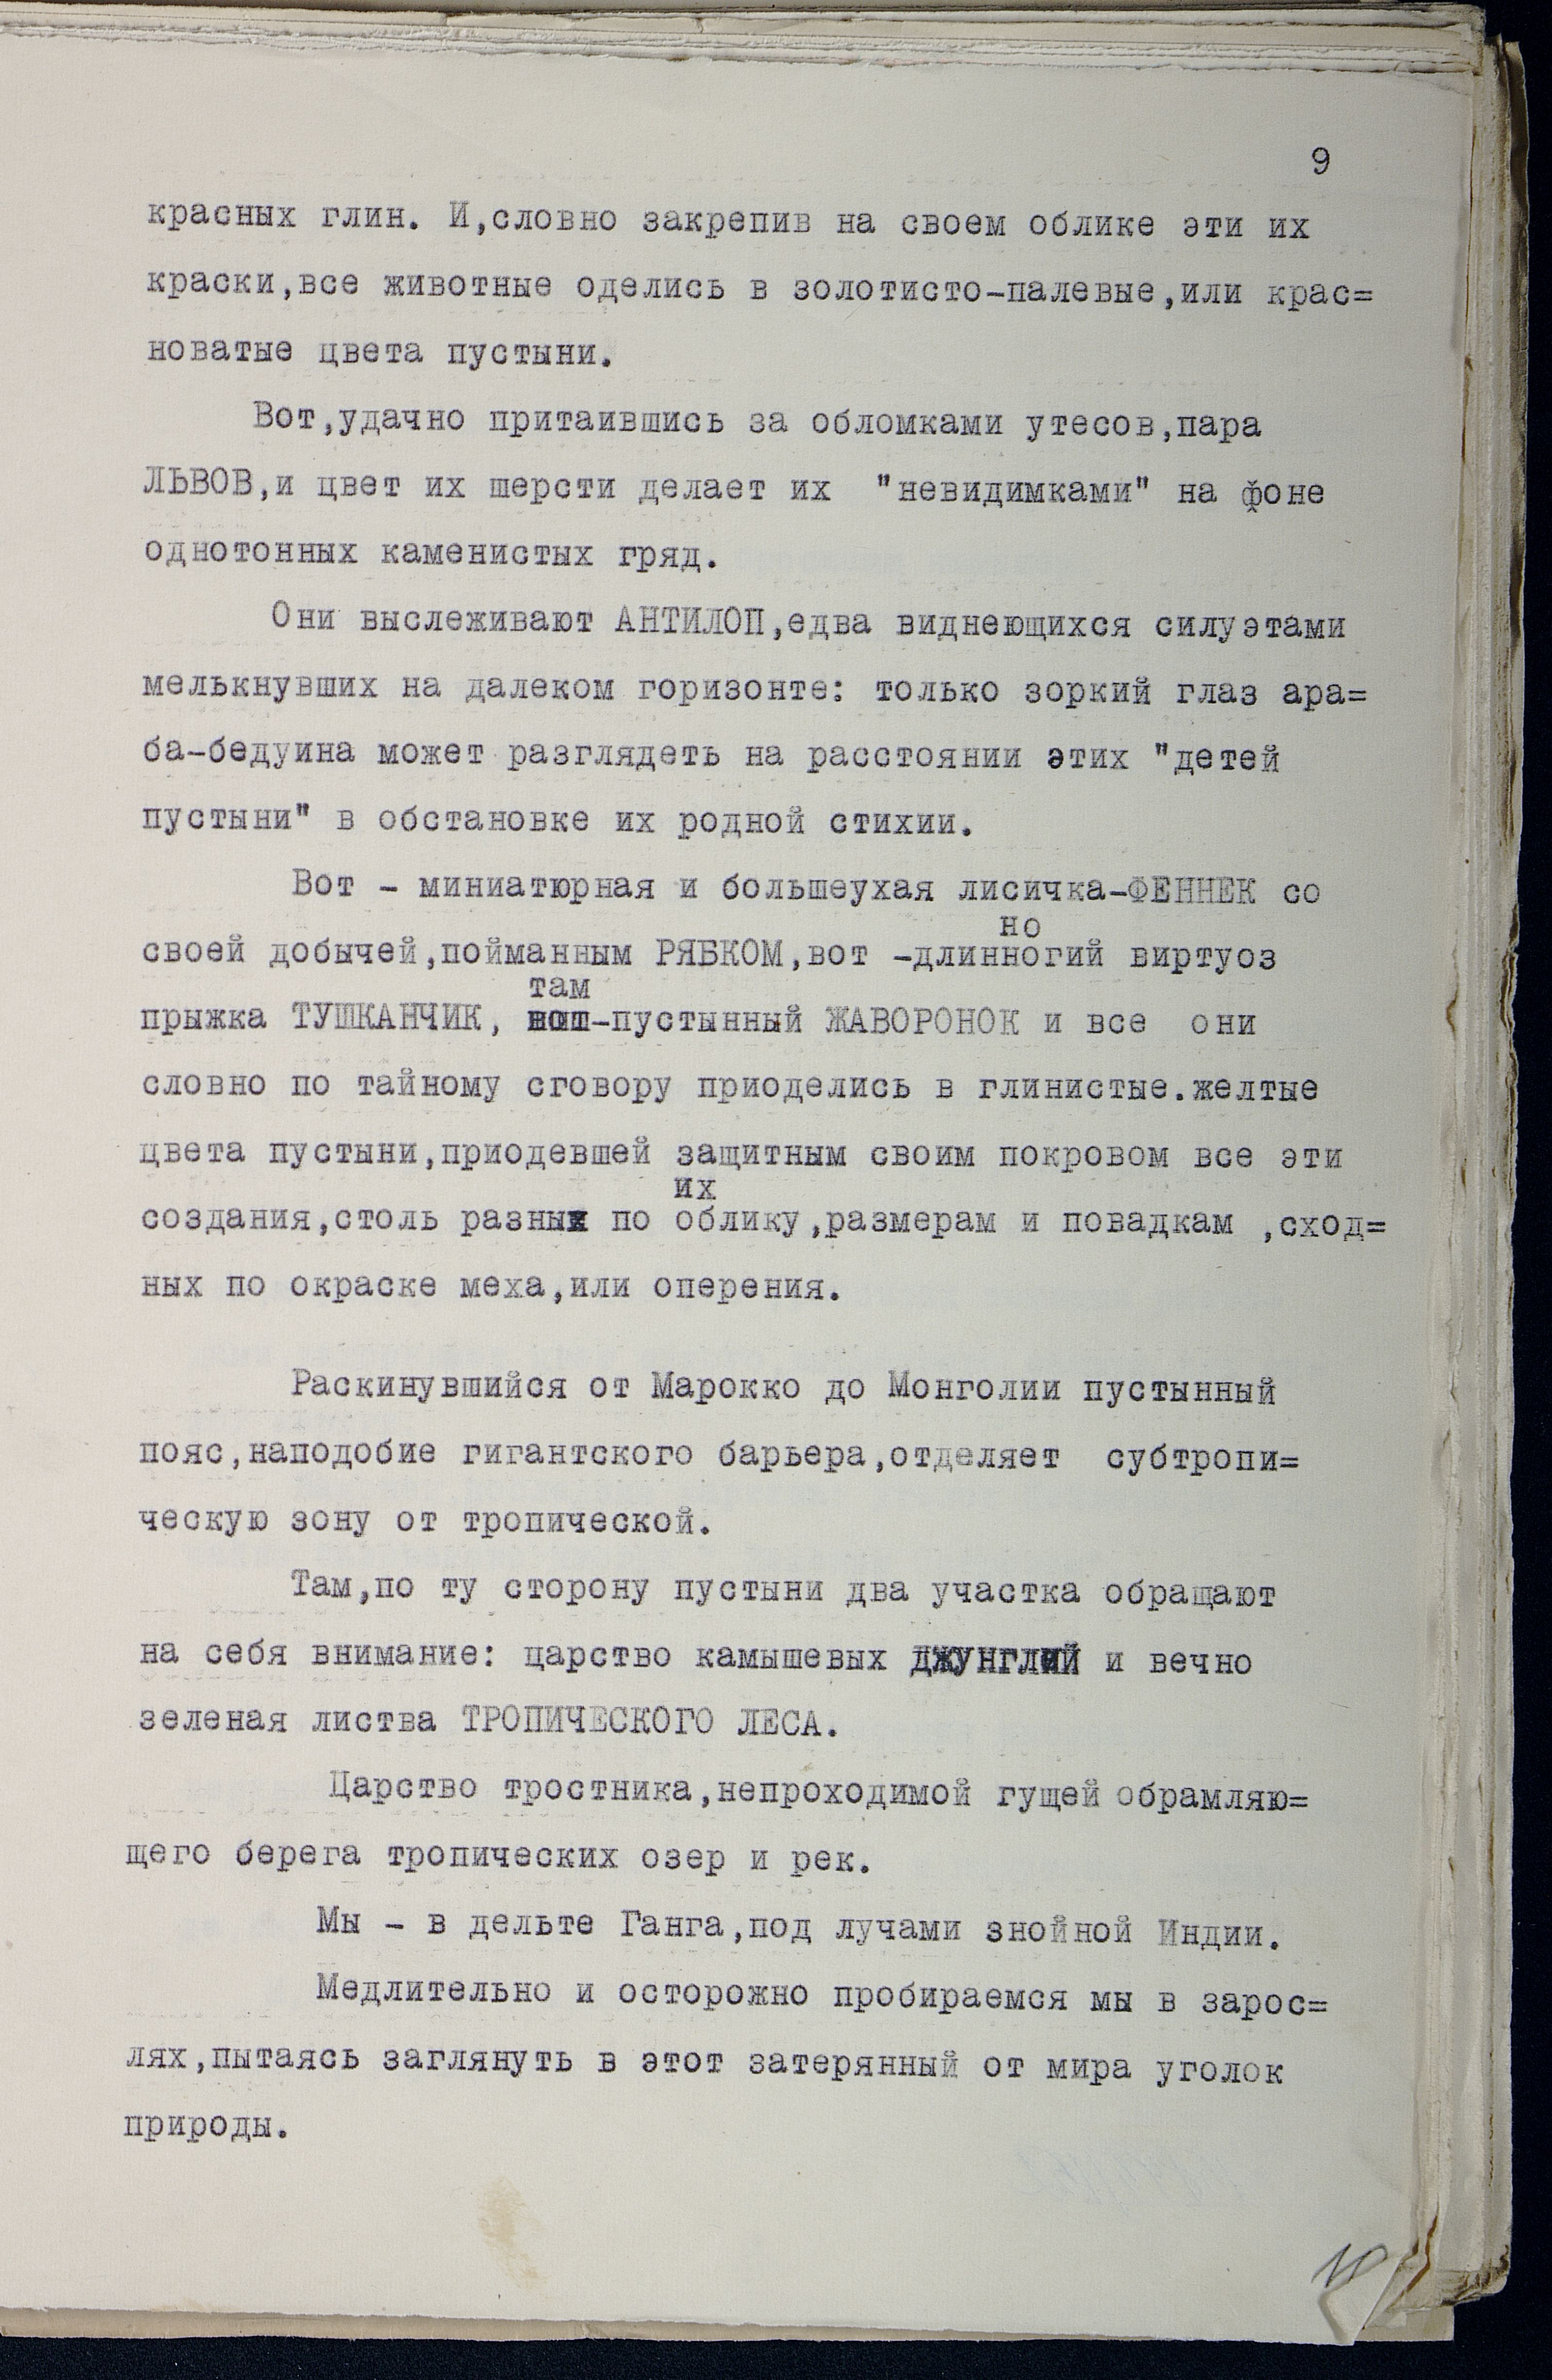 9
красных глин. И,словно закрепив на своем облике эти их
краски,все животные оделись в золотисто-палевые,или крас=
новатые цвета пустыни.
Вот,удачно притаившись за обломками утесов,пара
ЛЬВОВ,и цвет их шерсти делает их "невидимками" на фоне
однотонных каменистых гряд.
Они выслеживают АНТИЛОП,едва виднеющихся силуэтами
мелькнувших на далеком горизонте: только зоркий глаз ара=
ба-бедуина может разглядеть на расстоянии этих "детей
пустыни" в обстановке их родной стихии.
Вот - миниатюрная и большеухая лисичка-ФЕННЕК со
но
своей добычей,пойманным РЯБКОМ,вот -длинногий виртуоз
там
прыжка ТУШКАНЧИК, вот-пустынный ЖАВОРОНОК и все они
словно по тайному сговору приоделись в глинистые.желтые
цвета пустыни,приодевшей защитным своим покровом все эти
их
создания,столь разных по облику,размерам и повадкам ,сход=
ных по окраске меха,или оперения.
Раскинувшийся от Марокко до Монголии пустынный
пояс,наподобие гигантского барьера,отделяет субтропи=
ческую зону от тропической.
Там,по ту сторону пустыни два участка обращают
на себя внимание: царство камышевых джунглий и вечно
зеленая листва ТРОПИЧЕСКОГО ЛЕСА.
Царство тростника,непроходимой гущей обрамляю=
щего берега тропических озер и рек.
Мы - в дельте Ганга,под лучами знойной Индии.
Медлительно и осторожно пробираемся мы в зарос=
лях,пытаясь заглянуть в этот затерянный от мира уголок
природы.